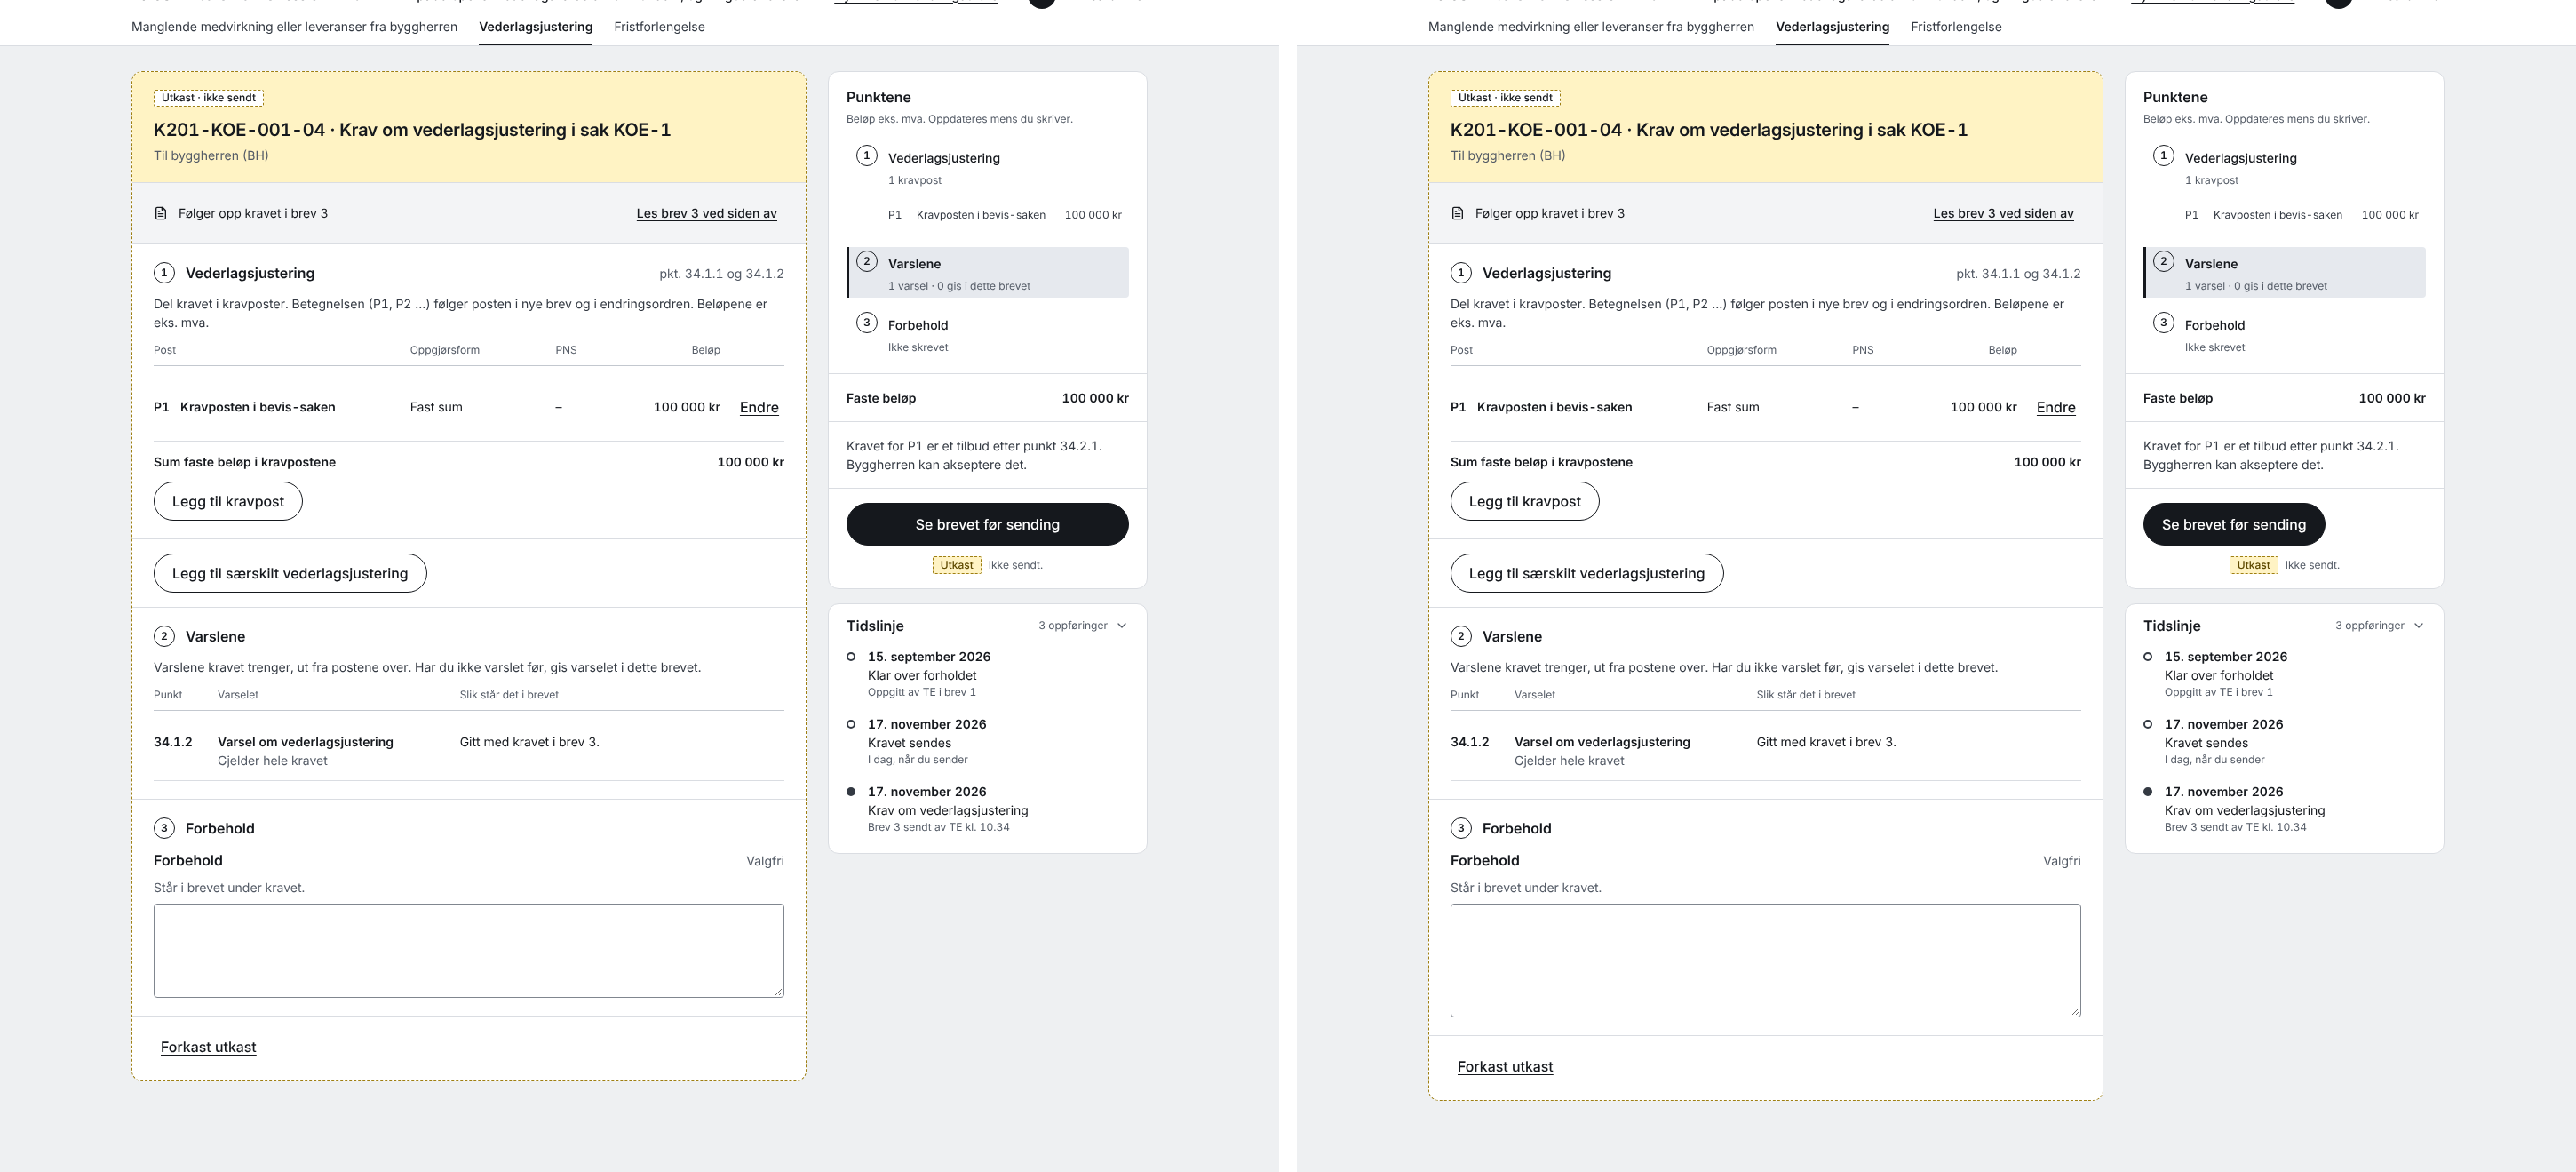 Manglende medvirkning eller leveranser fra byggherren Vederlagsjustering Fristforlengelse
Utkast · ikke sendt
K201-KOE-001-04 · Krav om vederlagsjustering i sak KOE-1
Til byggherren (BH)
Følger opp kravet i brev 3 Les brev 3 ved siden av
1 Vederlagsjustering pkt. 34.1.1 og 34.1.2
Del kravet i kravposter. Betegnelsen (P1, P2 ...) følger posten i nye brev og i endringsordren. Beløpene er
eks. mva.
Post Oppgjørsform PNS Beløp
P1 Kravposten i bevis-saken Fast sum – 100 000 kr Endre
Sum faste beløp i kravpostene 100 000 kr
Legg til kravpost
Legg til særskilt vederlagsjustering
2 Varslene
Varslene kravet trenger, ut fra postene over. Har du ikke varslet før, gis varselet i dette brevet.
Punkt Varselet Slik står det i brevet
34.1.2 Varsel om vederlagsjustering Gitt med kravet i brev 3.
Gjelder hele kravet
3 Forbehold
Forbehold Valgfri
Står i brevet under kravet.
Forkast utkast
Punktene
Beløp eks. mva. Oppdateres mens du skriver.
1 Vederlagsjustering
1 kravpost
P1 Kravposten i bevis-saken 100 000 kr
2 Varslene
1 varsel · 0 gis i dette brevet
3 Forbehold
Ikke skrevet
Faste beløp 100 000 kr
Kravet for P1 er et tilbud etter punkt 34.2.1.
Byggherren kan akseptere det.
Se brevet før sending
Utkast Ikke sendt.
Tidslinje 3 oppføringer
15. september 2026
Klar over forholdet
Oppgitt av TE i brev 1
17. november 2026
Kravet sendes
I dag, når du sender
17. november 2026
Krav om vederlagsjustering
Brev 3 sendt av TE kl. 10.34
Manglende medvirkning eller leveranser fra byggherren Vederlagsjustering Fristforlengelse
Utkast · ikke sendt
K201-KOE-001-04 · Krav om vederlagsjustering i sak KOE-1
Til byggherren (BH)
Følger opp kravet i brev 3 Les brev 3 ved siden av
1 Vederlagsjustering pkt. 34.1.1 og 34.1.2
Del kravet i kravposter. Betegnelsen (P1, P2 ...) følger posten i nye brev og i endringsordren. Beløpene er
eks. mva.
Post Oppgjørsform PNS Beløp
P1 Kravposten i bevis-saken Fast sum – 100 000 kr Endre
Sum faste beløp i kravpostene 100 000 kr
Legg til kravpost
Legg til særskilt vederlagsjustering
2 Varslene
Varslene kravet trenger, ut fra postene over. Har du ikke varslet før, gis varselet i dette brevet.
Punkt Varselet Slik står det i brevet
34.1.2 Varsel om vederlagsjustering Gitt med kravet i brev 3.
Gjelder hele kravet
3 Forbehold
Forbehold Valgfri
Står i brevet under kravet.
Forkast utkast
Punktene
Beløp eks. mva. Oppdateres mens du skriver.
1 Vederlagsjustering
1 kravpost
P1 Kravposten i bevis-saken 100 000 kr
2 Varslene
1 varsel · 0 gis i dette brevet
3 Forbehold
Ikke skrevet
Faste beløp 100 000 kr
Kravet for P1 er et tilbud etter punkt 34.2.1.
Byggherren kan akseptere det.
Se brevet før sending
Utkast Ikke sendt.
Tidslinje 3 oppføringer
15. september 2026
Klar over forholdet
Oppgitt av TE i brev 1
17. november 2026
Kravet sendes
I dag, når du sender
17. november 2026
Krav om vederlagsjustering
Brev 3 sendt av TE kl. 10.34